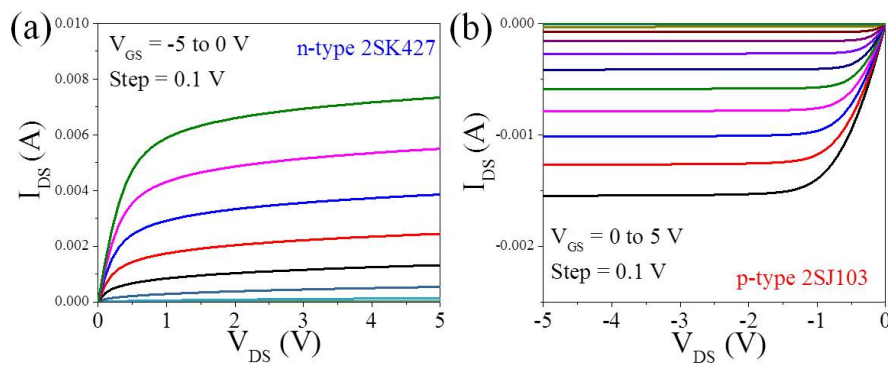 (a)
V_GS = -5 to 0 V
Step = 0.1 V
n-type 2SK427
0.010
0.008
0.006
0.004
0.002
0.000
I_DS (A)
0 1 2 3 4 5
V_DS (V)
(b)
0.000
-0.001
-0.002
I_DS (A)
V_GS = 0 to 5 V
Step = 0.1 V
p-type 2SJ103
-5 -4 -3 -2 -1 0
V_DS (V)